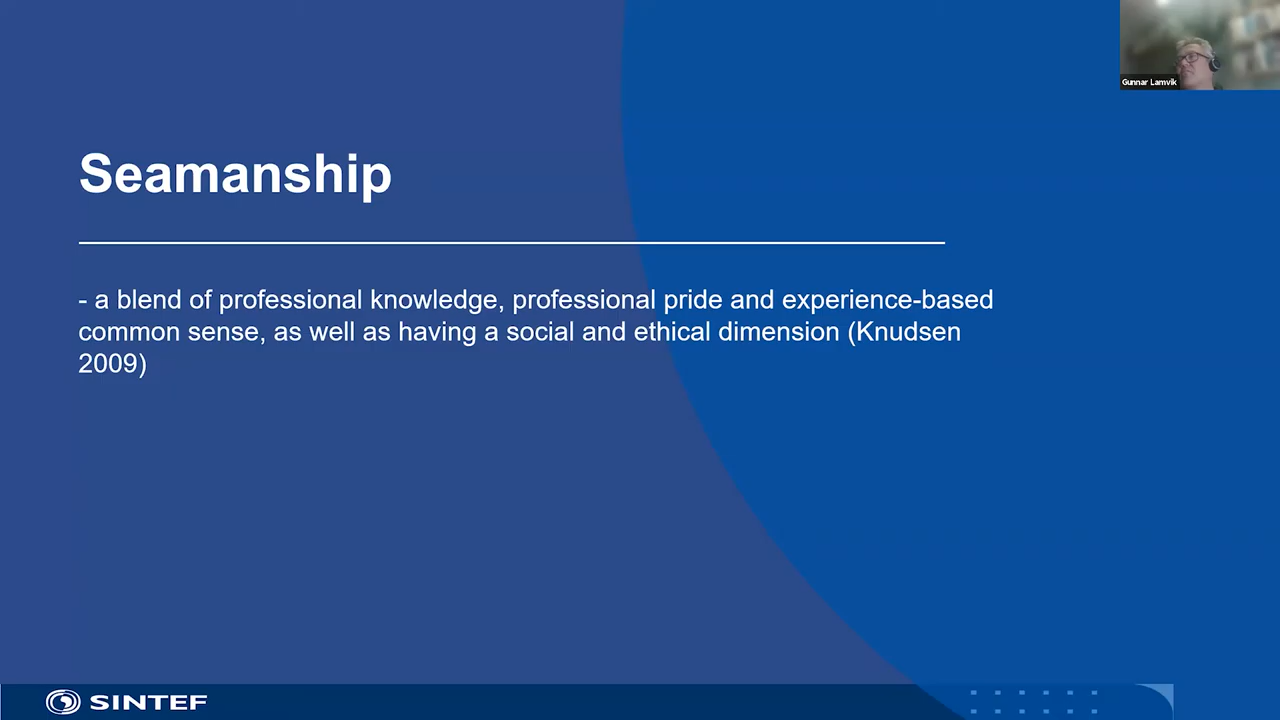 Gunnar Lamvik
Seamanship
- a blend of professional knowledge, professional pride and experience-based
common sense, as well as having a social and ethical dimension (Knudsen
2009)
SINTEF